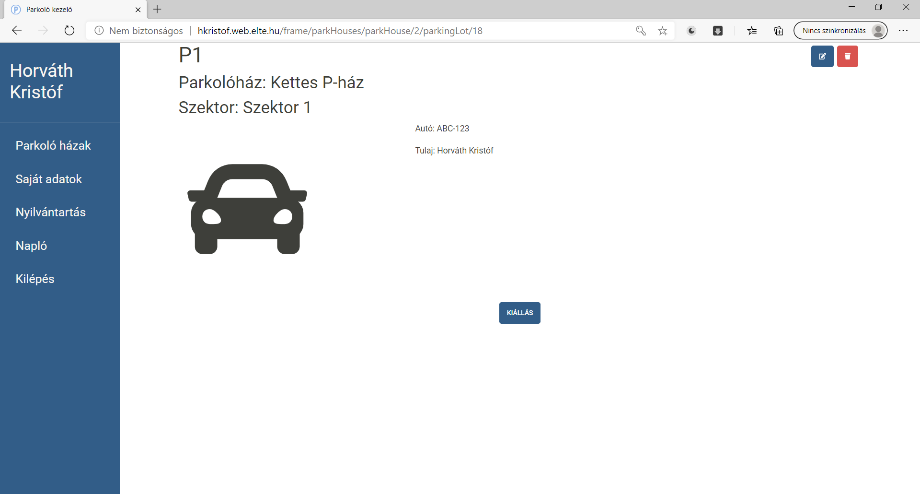 Parkoló kezelő
Nem biztonságos | hkristof.web.elte.hu/frame/parkHouses/parkHouse/2/parkingLot/18
Nincs szinkronizálás
Horváth
Kristóf
Parkoló házak
Saját adatok
Nyilvántartás
Napló
Kilépés
P1
Parkolóház: Kettes P-ház
Szektor: Szektor 1
Autó: ABC-123
Tulaj: Horváth Kristóf
KIÁLLÁS